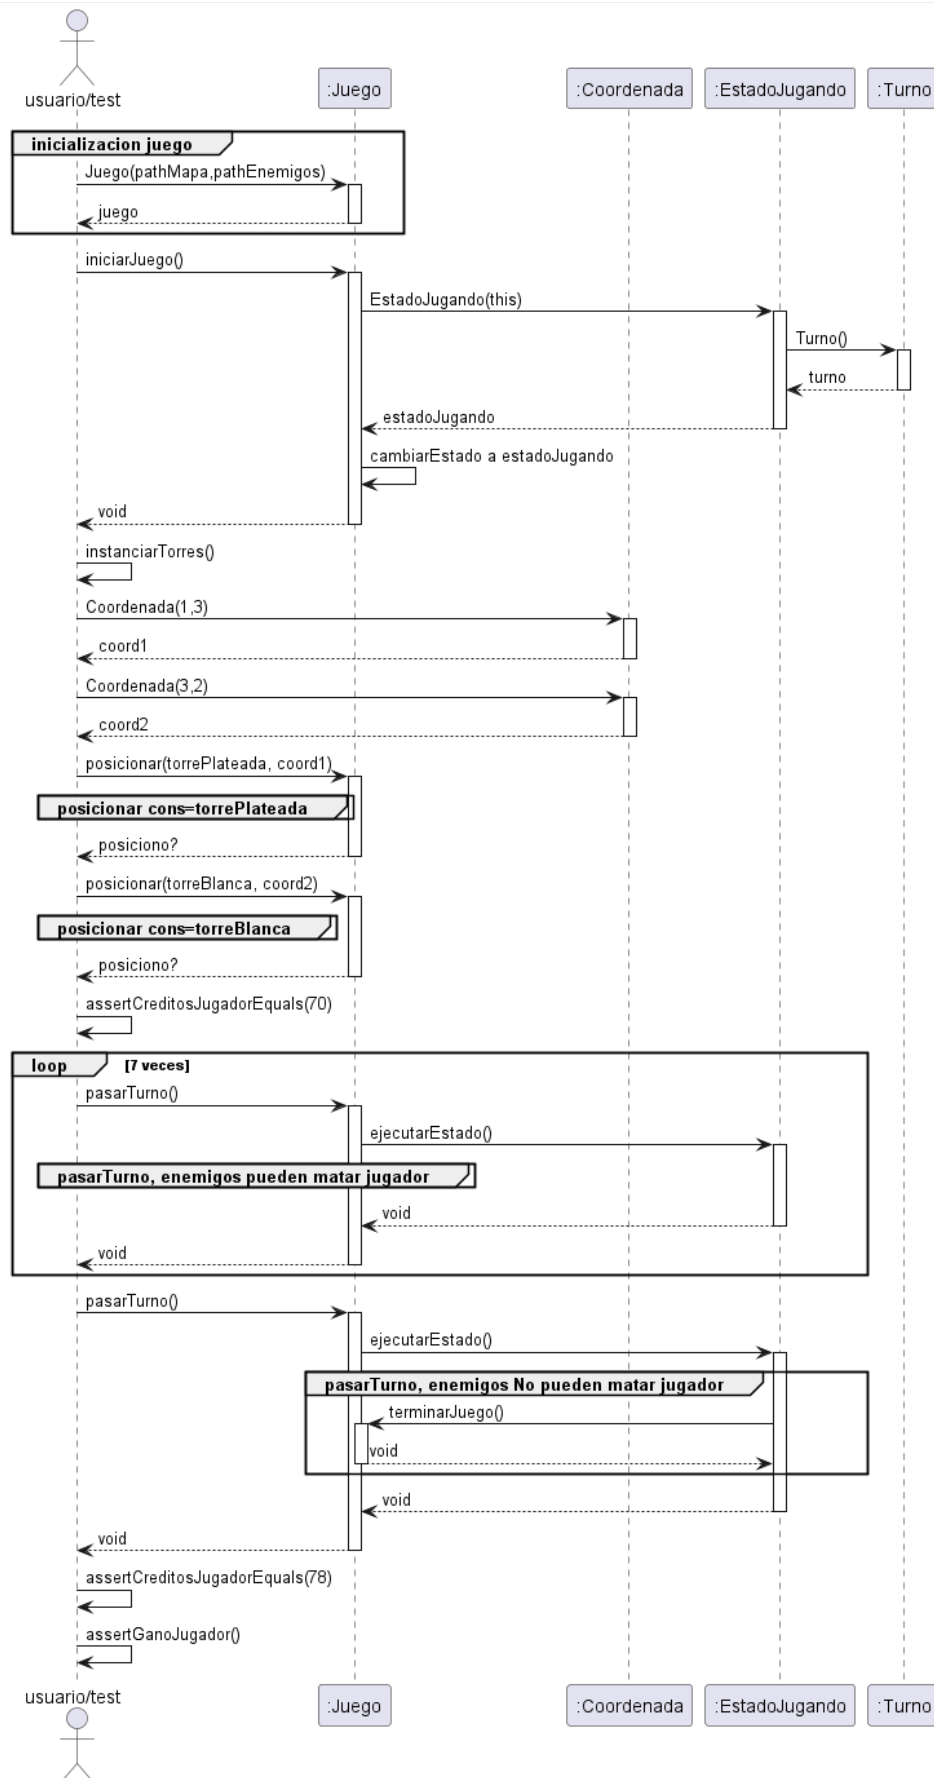 usuario/test
:Juego
:Coordenada
:EstadoJugando
:Turno
inicializacion juego
Juego(pathMapa,pathEnemigos)
juego
iniciarJuego()
EstadoJugando(this)
Turno()
turno
estadoJugando
cambiarEstado a estadoJugando
void
instanciarTorres()
Coordenada(1,3)
coord1
Coordenada(3,2)
coord2
posicionar(torrePlateada, coord1)
posicionar cons=torrePlateada
posiciono?
posicionar(torreBlanca, coord2)
posicionar cons=torreBlanca
posiciono?
assertCreditosJugadorEquals(70)
loop [7 veces]
pasarTurno()
ejecutarEstado()
pasarTurno, enemigos pueden matar jugador
void
void
pasarTurno()
ejecutarEstado()
pasarTurno, enemigos No pueden matar jugador
terminarJuego()
void
void
void
assertCreditosJugadorEquals(78)
assertGanoJugador()
usuario/test
:Juego
:Coordenada
:EstadoJugando
:Turno